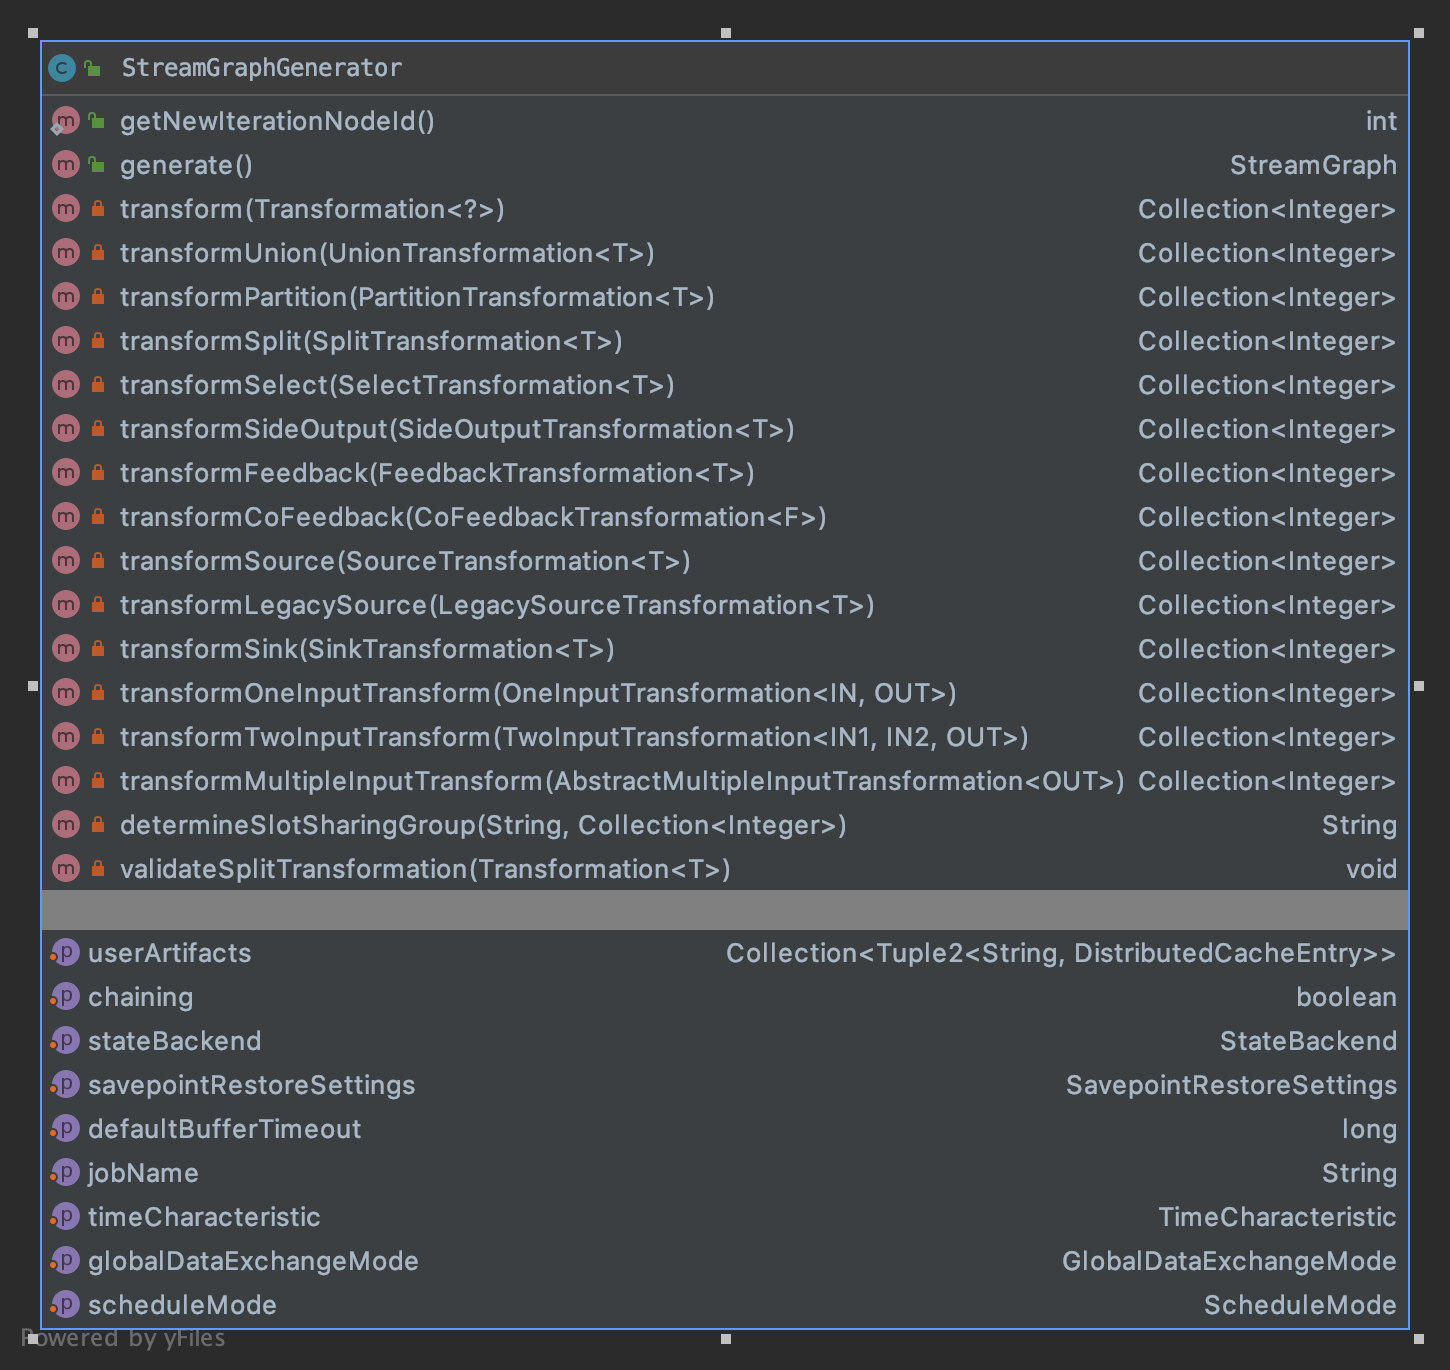 StreamGraphGenerator
getNewIterationNodeId() int
generate() StreamGraph
transform(Transformation<?>) Collection<Integer>
transformUnion(UnionTransformation<T>) Collection<Integer>
transformPartition(PartitionTransformation<T>) Collection<Integer>
transformSplit(SplitTransformation<T>) Collection<Integer>
transformSelect(SelectTransformation<T>) Collection<Integer>
transformSideOutput(SideOutputTransformation<T>) Collection<Integer>
transformFeedback(FeedbackTransformation<T>) Collection<Integer>
transformCoFeedback(CoFeedbackTransformation<F>) Collection<Integer>
transformSource(SourceTransformation<T>) Collection<Integer>
transformLegacySource(LegacySourceTransformation<T>) Collection<Integer>
transformSink(SinkTransformation<T>) Collection<Integer>
transformOneInputTransform(OneInputTransformation<IN, OUT>) Collection<Integer>
transformTwoInputTransform(TwoInputTransformation<IN1, IN2, OUT>) Collection<Integer>
transformMultipleInputTransform(AbstractMultipleInputTransformation<OUT>) Collection<Integer>
determineSlotSharingGroup(String, Collection<Integer>) String
validateSplitTransformation(Transformation<T>) void
userArtifacts Collection<Tuple2<String, DistributedCacheEntry>>
chaining boolean
stateBackend StateBackend
savepointRestoreSettings SavepointRestoreSettings
defaultBufferTimeout long
jobName String
timeCharacteristic TimeCharacteristic
globalDataExchangeMode GlobalDataExchangeMode
scheduleMode ScheduleMode
Powered by yFiles